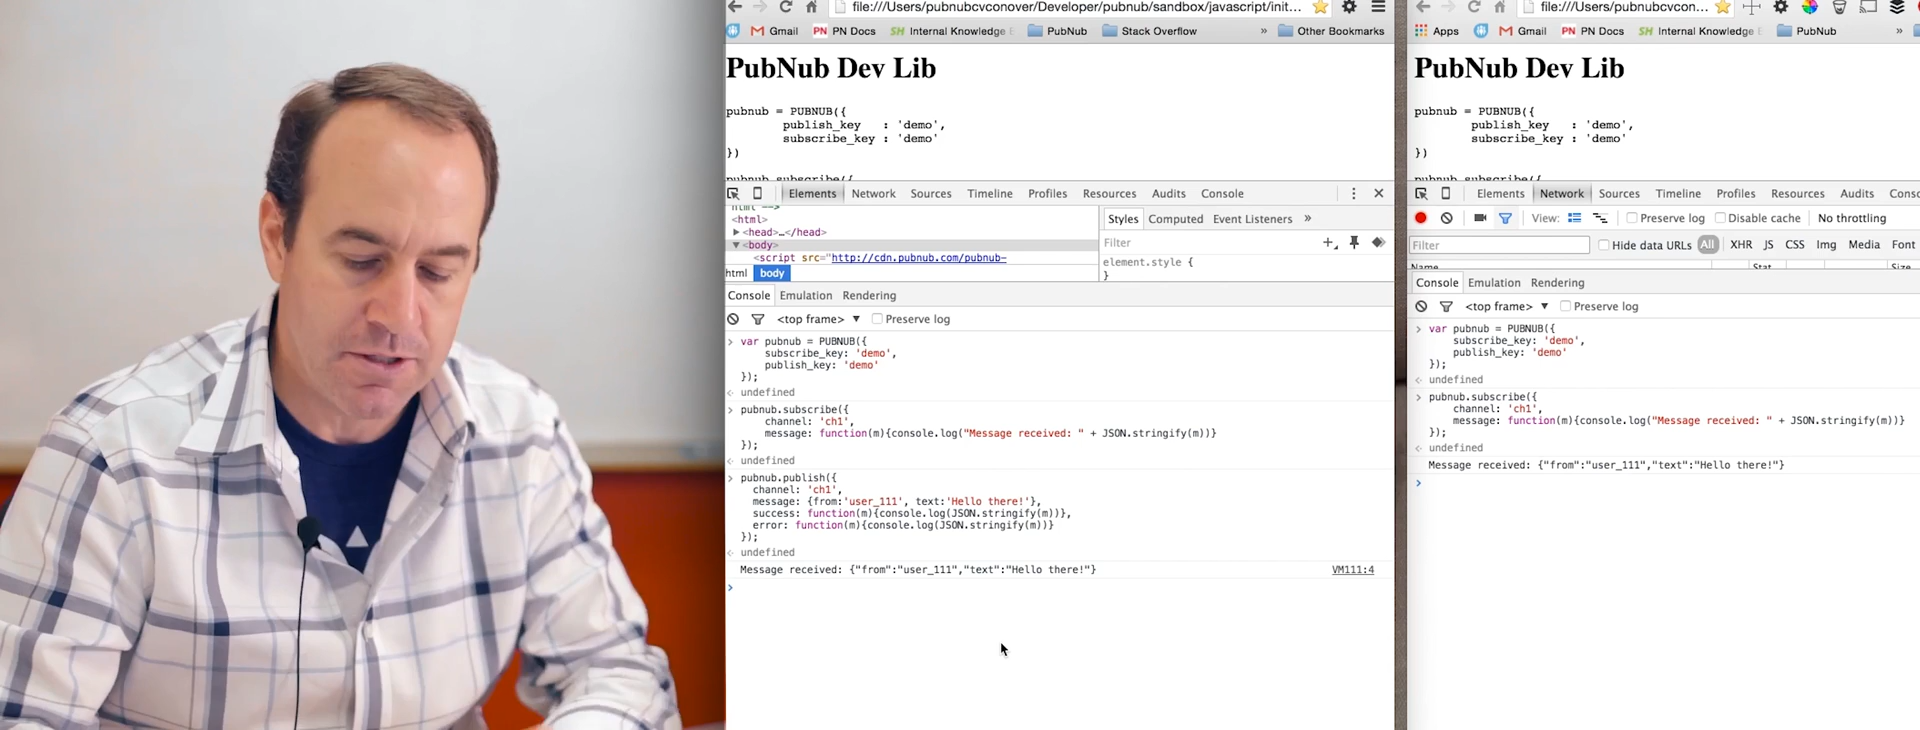 file:///Users/pubnubcvconover/Developer/pubnub/sandbox/javascript/init...
Gmail PN PN Docs SH Internal Knowledge PubNub Stack Overflow » Other Bookmarks
PubNub Dev Lib
pubnub = PUBNUB({
publish_key : 'demo',
subscribe_key : 'demo'
})
pubnub.subscribe({
Elements Network Sources Timeline Profiles Resources Audits Console
html -->
<html>
<head>…</head>
<body>
<script src="http://cdn.pubnub.com/pubnub-
html body
Styles Computed Event Listeners »
Filter
element.style {
}
Console Emulation Rendering
<top frame> Preserve log
var pubnub = PUBNUB({
subscribe_key: 'demo',
publish_key: 'demo'
});
undefined
pubnub.subscribe({
channel: 'ch1',
message: function(m){console.log("Message received: " + JSON.stringify(m))}
});
undefined
pubnub.publish({
channel: 'ch1',
message: {from:'user_111', text:'Hello there!'},
success: function(m){console.log(JSON.stringify(m))},
error: function(m){console.log(JSON.stringify(m))}
});
undefined
Message received: {"from":"user_111","text":"Hello there!"} VM111:4
file:///Users/pubnubcvcon...
Apps Gmail PN PN Docs SH Internal Knowledge PubNub »
PubNub Dev Lib
pubnub = PUBNUB({
publish_key : 'demo',
subscribe_key : 'demo'
})
Elements Network Sources Timeline Profiles Resources Audits Conso
View: Preserve log Disable cache No throttling
Filter Hide data URLs All XHR JS CSS Img Media Font
Name Stat Size
Console Emulation Rendering
<top frame> Preserve log
var pubnub = PUBNUB({
subscribe_key: 'demo',
publish_key: 'demo'
});
undefined
pubnub.subscribe({
channel: 'ch1',
message: function(m){console.log("Message received: " + JSON.stringify(m))}
});
undefined
Message received: {"from":"user_111","text":"Hello there!"}